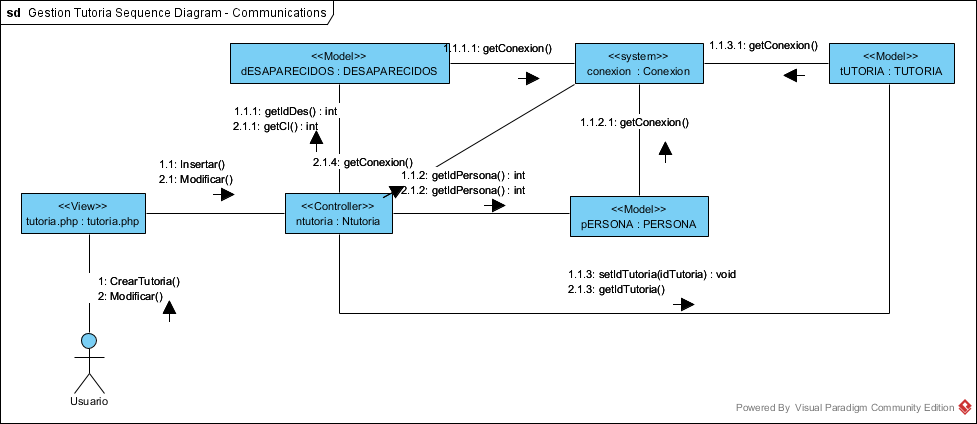 sd Gestion Tutoria Sequence Diagram - Communications
<<Model>>
dESAPARECIDOS : DESAPARECIDOS
1.1.1.1: getConexion()
<<system>>
conexion : Conexion
1.1.3.1: getConexion()
<<Model>>
tUTORIA : TUTORIA
1.1.1: getIdDes() : int
2.1.1: getCI() : int
1.1.2.1: getConexion()
2.1.4: getConexion()
1.1: Insertar()
2.1: Modificar()
1.1.2: getIdPersona() : int
2.1.2: getIdPersona() : int
<<View>>
tutoria.php : tutoria.php
<<Controller>>
ntutoria : Ntutoria
<<Model>>
pERSONA : PERSONA
1: CrearTutoria()
2: Modificar()
1.1.3: setIdTutoria(idTutoria) : void
2.1.3: getIdTutoria()
Usuario
Powered By Visual Paradigm Community Edition